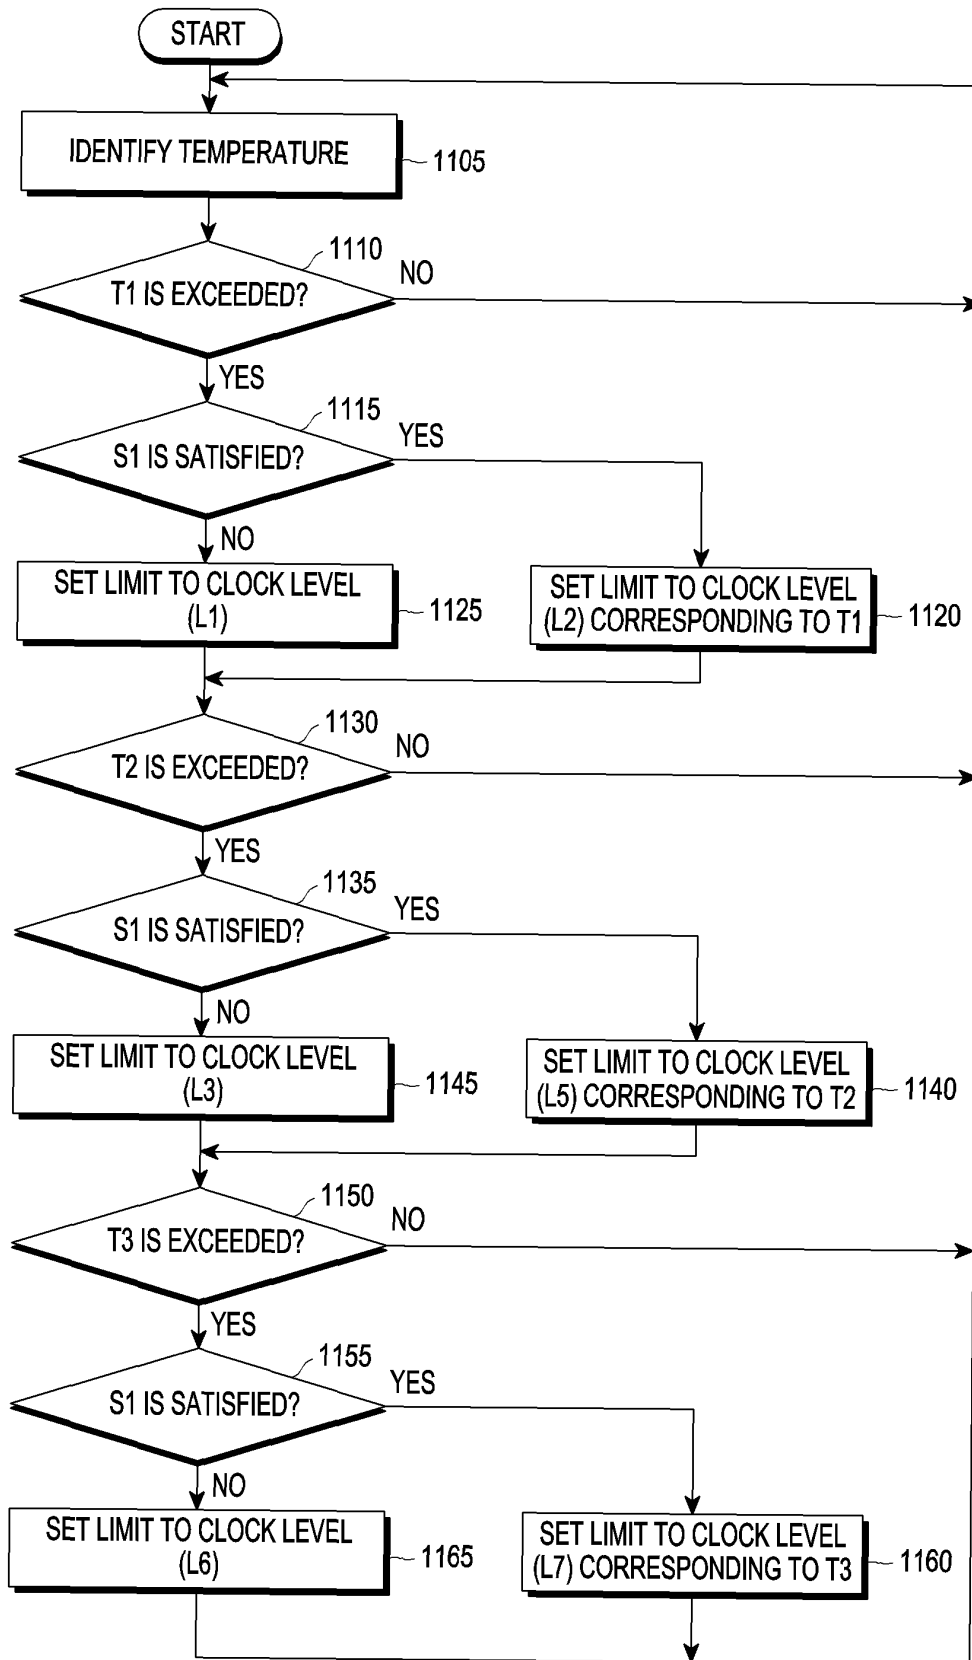 START
IDENTIFY TEMPERATURE
1105
1110
T1 IS EXCEEDED?
NO
YES
1115
S1 IS SATISFIED?
YES
NO
SET LIMIT TO CLOCK LEVEL
(L1)
1125
SET LIMIT TO CLOCK LEVEL
(L2) CORRESPONDING TO T1
1120
1130
T2 IS EXCEEDED?
NO
YES
1135
S1 IS SATISFIED?
YES
NO
SET LIMIT TO CLOCK LEVEL
(L3)
1145
SET LIMIT TO CLOCK LEVEL
(L5) CORRESPONDING TO T2
1140
1150
T3 IS EXCEEDED?
NO
YES
1155
S1 IS SATISFIED?
YES
NO
SET LIMIT TO CLOCK LEVEL
(L6)
1165
SET LIMIT TO CLOCK LEVEL
(L7) CORRESPONDING TO T3
1160